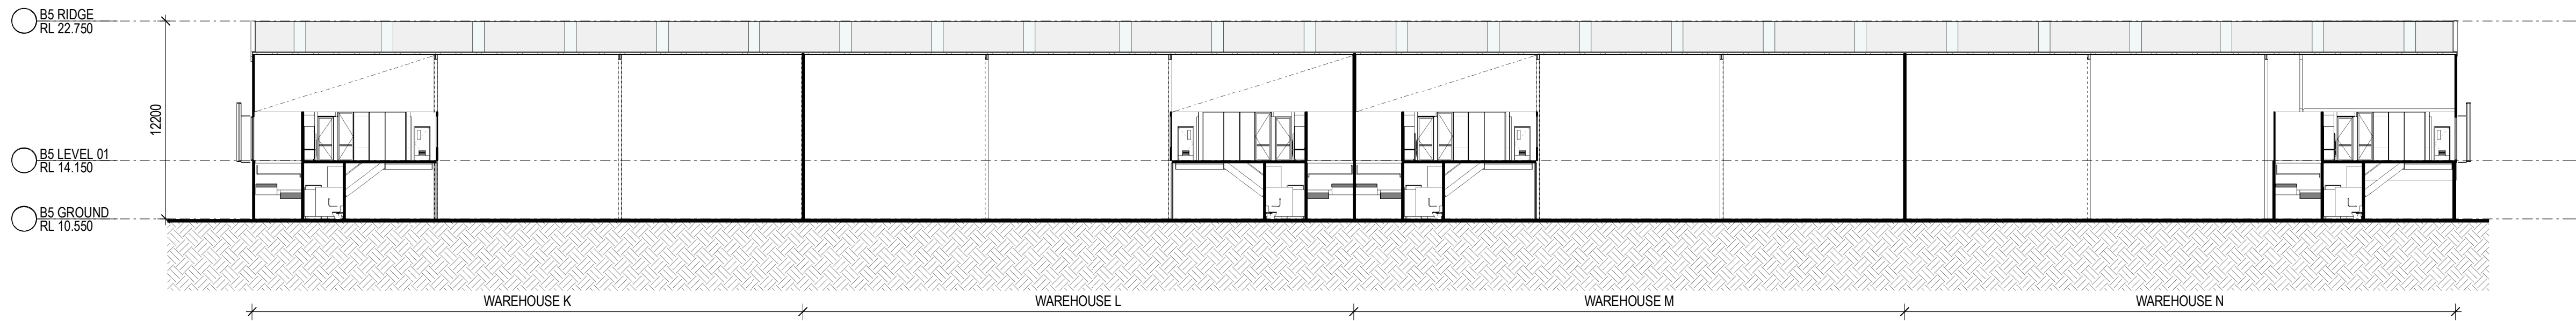 B5 RIDGE
RL 22.750
12200
B5 LEVEL 01
RL 14.150
B5 GROUND
RL 10.550
WAREHOUSE K
WAREHOUSE L
WAREHOUSE M
WAREHOUSE N